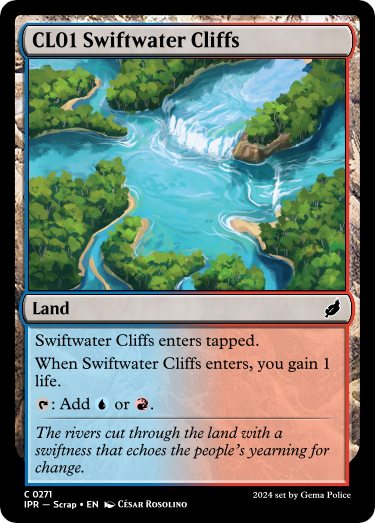 CL01 Swiftwater Cliffs
Land
Swiftwater Cliffs enters tapped.
When Swiftwater Cliffs enters, you gain 1
life.
: Add or .
The rivers cut through the land with a
swiftness that echoes the people's yearning for
change.
C 0271
IPR — Scrap • EN César Rosolino
2024 set by Gema Police